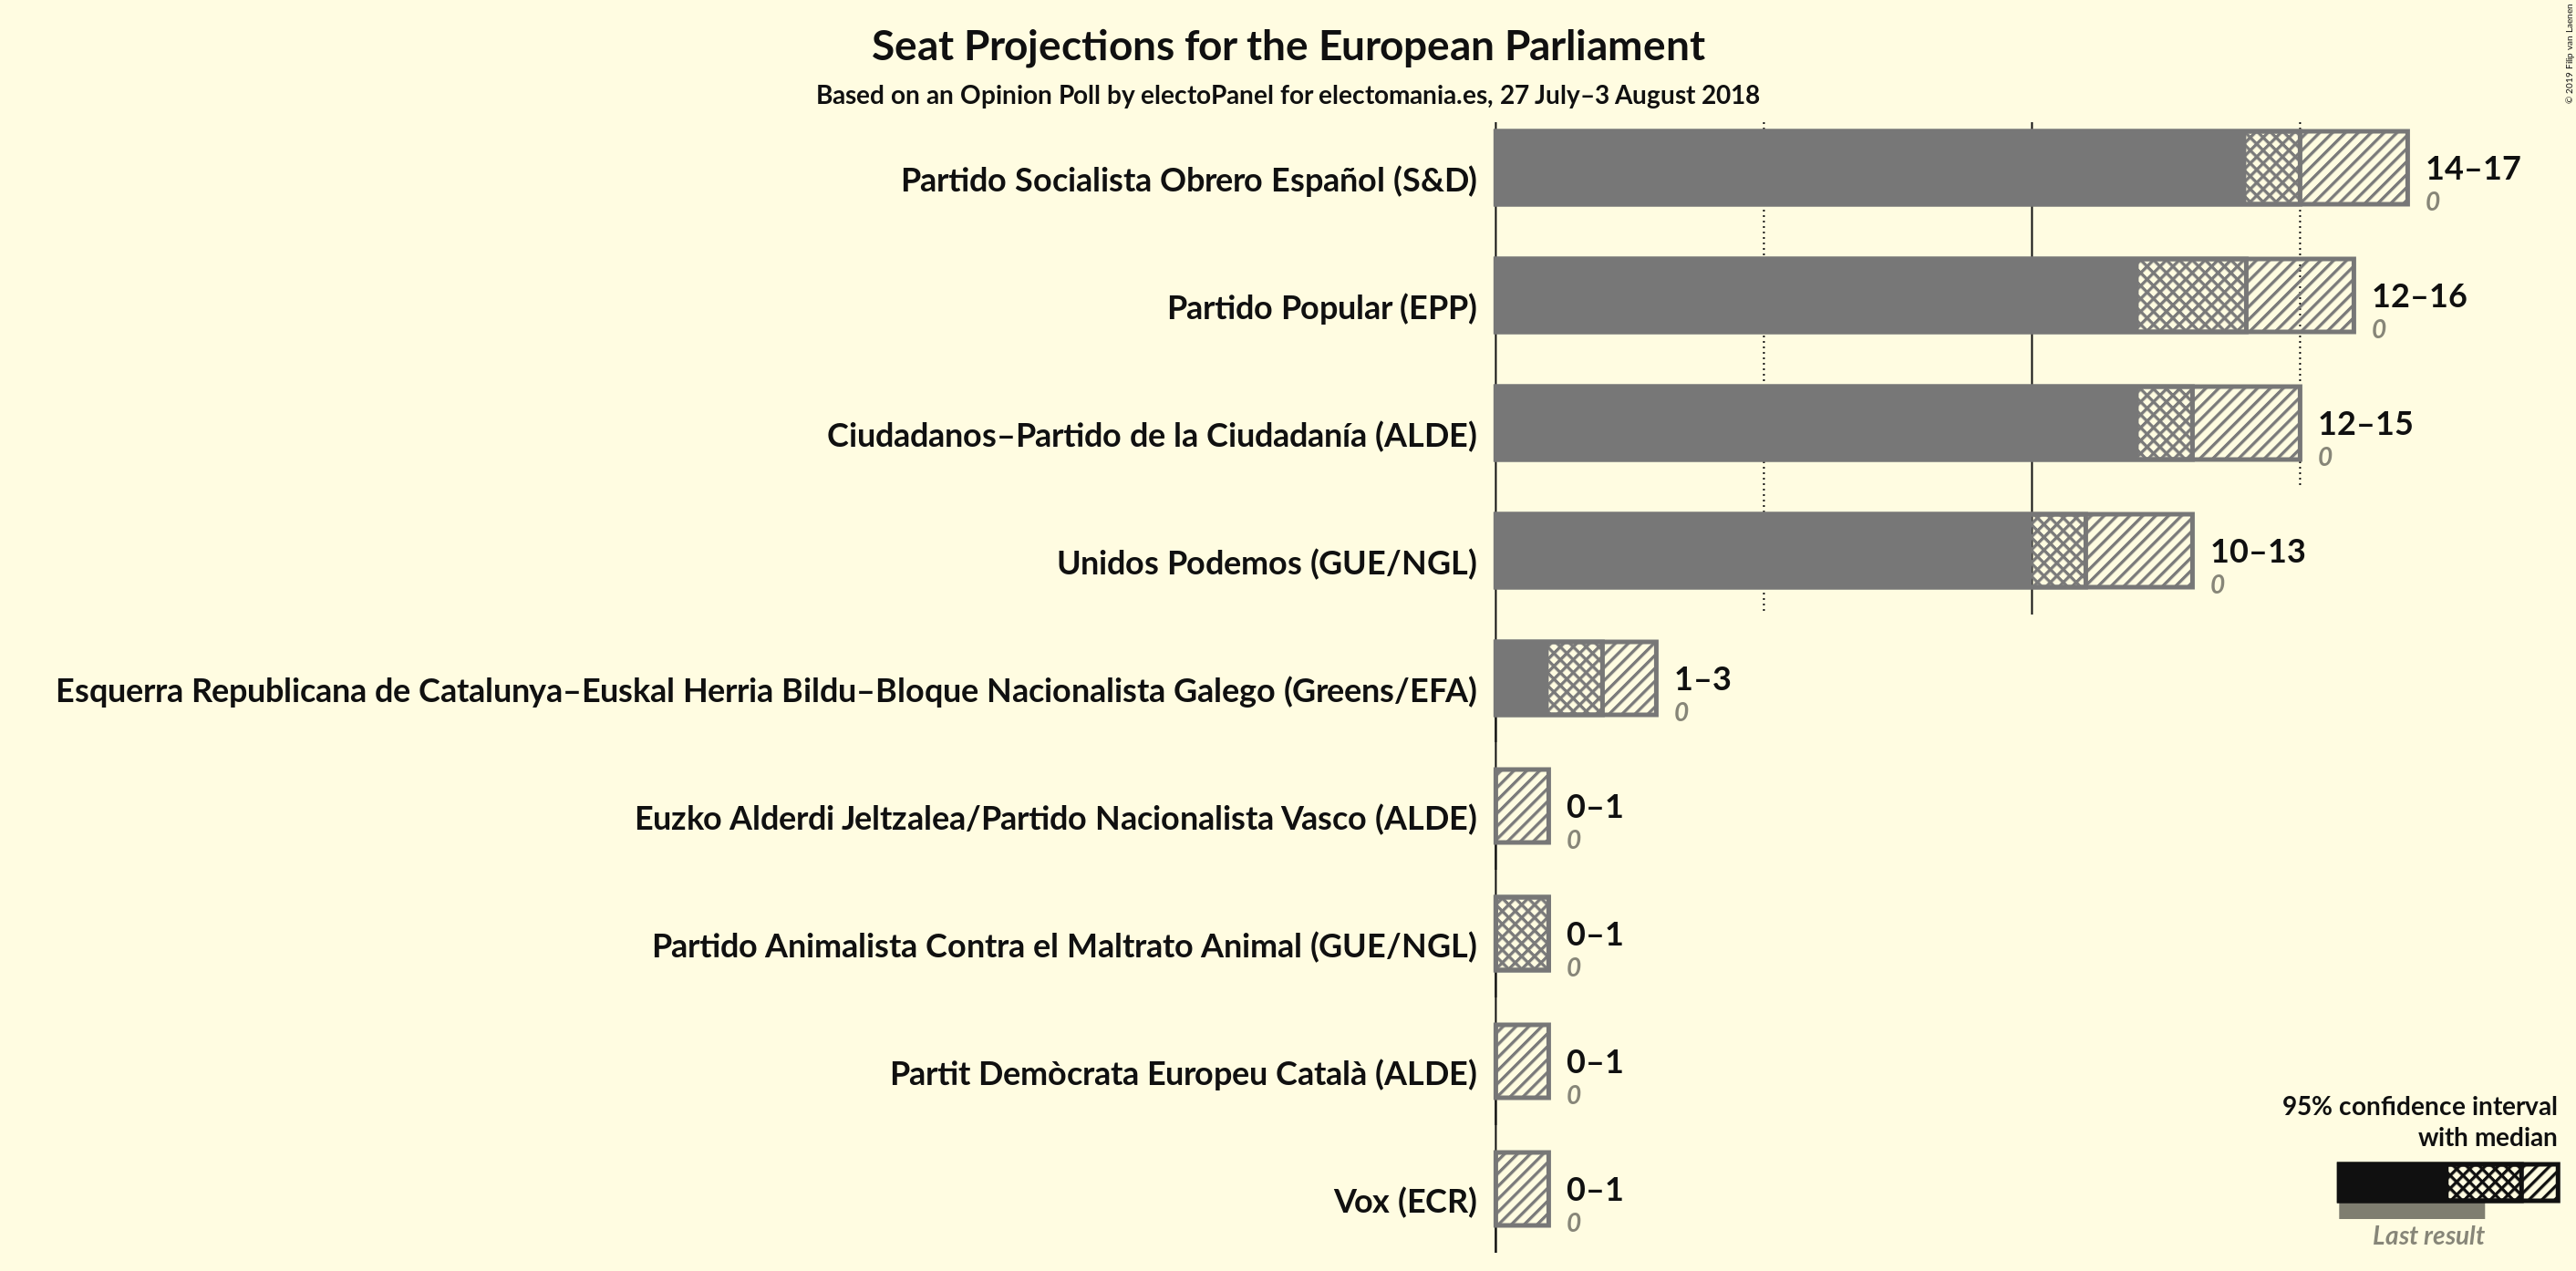 Seat Projections for the European Parliament
Based on an Opinion Poll by electoPanel for electomania.es, 27 July–3 August 2018
© 2019 Filip van Laenen
Partido Socialista Obrero Español (S&D)
14–17
0
Partido Popular (EPP)
12–16
0
Ciudadanos–Partido de la Ciudadanía (ALDE)
12–15
0
Unidos Podemos (GUE/NGL)
10–13
0
Esquerra Republicana de Catalunya–Euskal Herria Bildu–Bloque Nacionalista Galego (Greens/EFA)
1–3
0
Euzko Alderdi Jeltzalea/Partido Nacionalista Vasco (ALDE)
0–1
0
Partido Animalista Contra el Maltrato Animal (GUE/NGL)
0–1
0
Partit Demòcrata Europeu Català (ALDE)
0–1
0
Vox (ECR)
0–1
0
95% confidence interval
with median
Last result